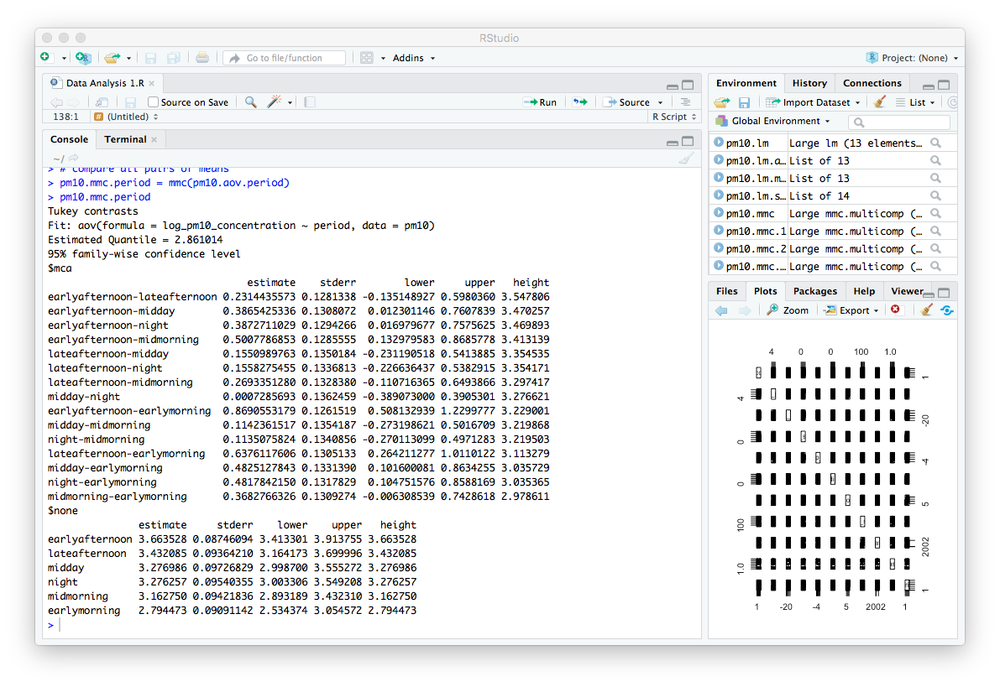 RStudio
Go to file/function
Addins
Project: (None)
Data Analysis 1.R
Source on Save
Run
Source
138:1
(Untitled)
R Script
Console
Terminal
~/
> # compare all pairs of means
> pm10.mmc.period = mmc(pm10.aov.period)
> pm10.mmc.period
Tukey contrasts
Fit: aov(formula = log_pm10_concentration ~ period, data = pm10)
Estimated Quantile = 2.861014
95% family-wise confidence level
$mca
estimate stderr lower upper height
earlyafternoon-lateafternoon 0.2314435573 0.1281338 -0.135148927 0.5980360 3.547806
earlyafternoon-midday 0.3865425336 0.1308072 0.012301146 0.7607839 3.470257
earlyafternoon-night 0.3872711029 0.1294266 0.016979677 0.7575625 3.469893
earlyafternoon-midmorning 0.5007786853 0.1285555 0.132979583 0.8685778 3.413139
lateafternoon-midday 0.1550989763 0.1350184 -0.231190518 0.5413885 3.354535
lateafternoon-night 0.1558275455 0.1336813 -0.226636437 0.5382915 3.354171
lateafternoon-midmorning 0.2693351280 0.1328380 -0.110716365 0.6493866 3.297417
midday-night 0.0007285693 0.1362459 -0.389073000 0.3905301 3.276621
earlyafternoon-earlymorning 0.8690553179 0.1261519 0.508132939 1.2299777 3.229001
midday-midmorning 0.1142361517 0.1354187 -0.273198621 0.5016709 3.219868
night-midmorning 0.1135075824 0.1340856 -0.270113099 0.4971283 3.219503
lateafternoon-earlymorning 0.6376117606 0.1305133 0.264211277 1.0110122 3.113279
midday-earlymorning 0.4825127843 0.1331390 0.101600081 0.8634255 3.035729
night-earlymorning 0.4817842150 0.1317829 0.104751576 0.8588169 3.035365
midmorning-earlymorning 0.3682766326 0.1309274 -0.006308539 0.7428618 2.978611
$none
estimate stderr lower upper height
earlyafternoon 3.663528 0.08746094 3.413301 3.913755 3.663528
lateafternoon 3.432085 0.09364210 3.164173 3.699996 3.432085
midday 3.276986 0.09726829 2.998700 3.555272 3.276986
night 3.276257 0.09540355 3.003306 3.549208 3.276257
midmorning 3.162750 0.09421836 2.893189 3.432310 3.162750
earlymorning 2.794473 0.09091142 2.534374 3.054572 2.794473
>
Environment
History
Connections
Import Dataset
List
Global Environment
pm10.lm Large lm (13 elements…
pm10.lm.a… List of 13
pm10.lm.m… List of 13
pm10.lm.s… List of 14
pm10.mmc Large mmc.multicomp (…
pm10.mmc.1 Large mmc.multicomp (…
pm10.mmc.2 Large mmc.multicomp (…
pm10.mmc.… Large mmc.multicomp (…
Files
Plots
Packages
Help
Viewer
Zoom
Export
4 0 0 100 1.0
1
4
-20
0
-4
0
5
100
2002
1.0
1
1 -20 -4 5 2002 1